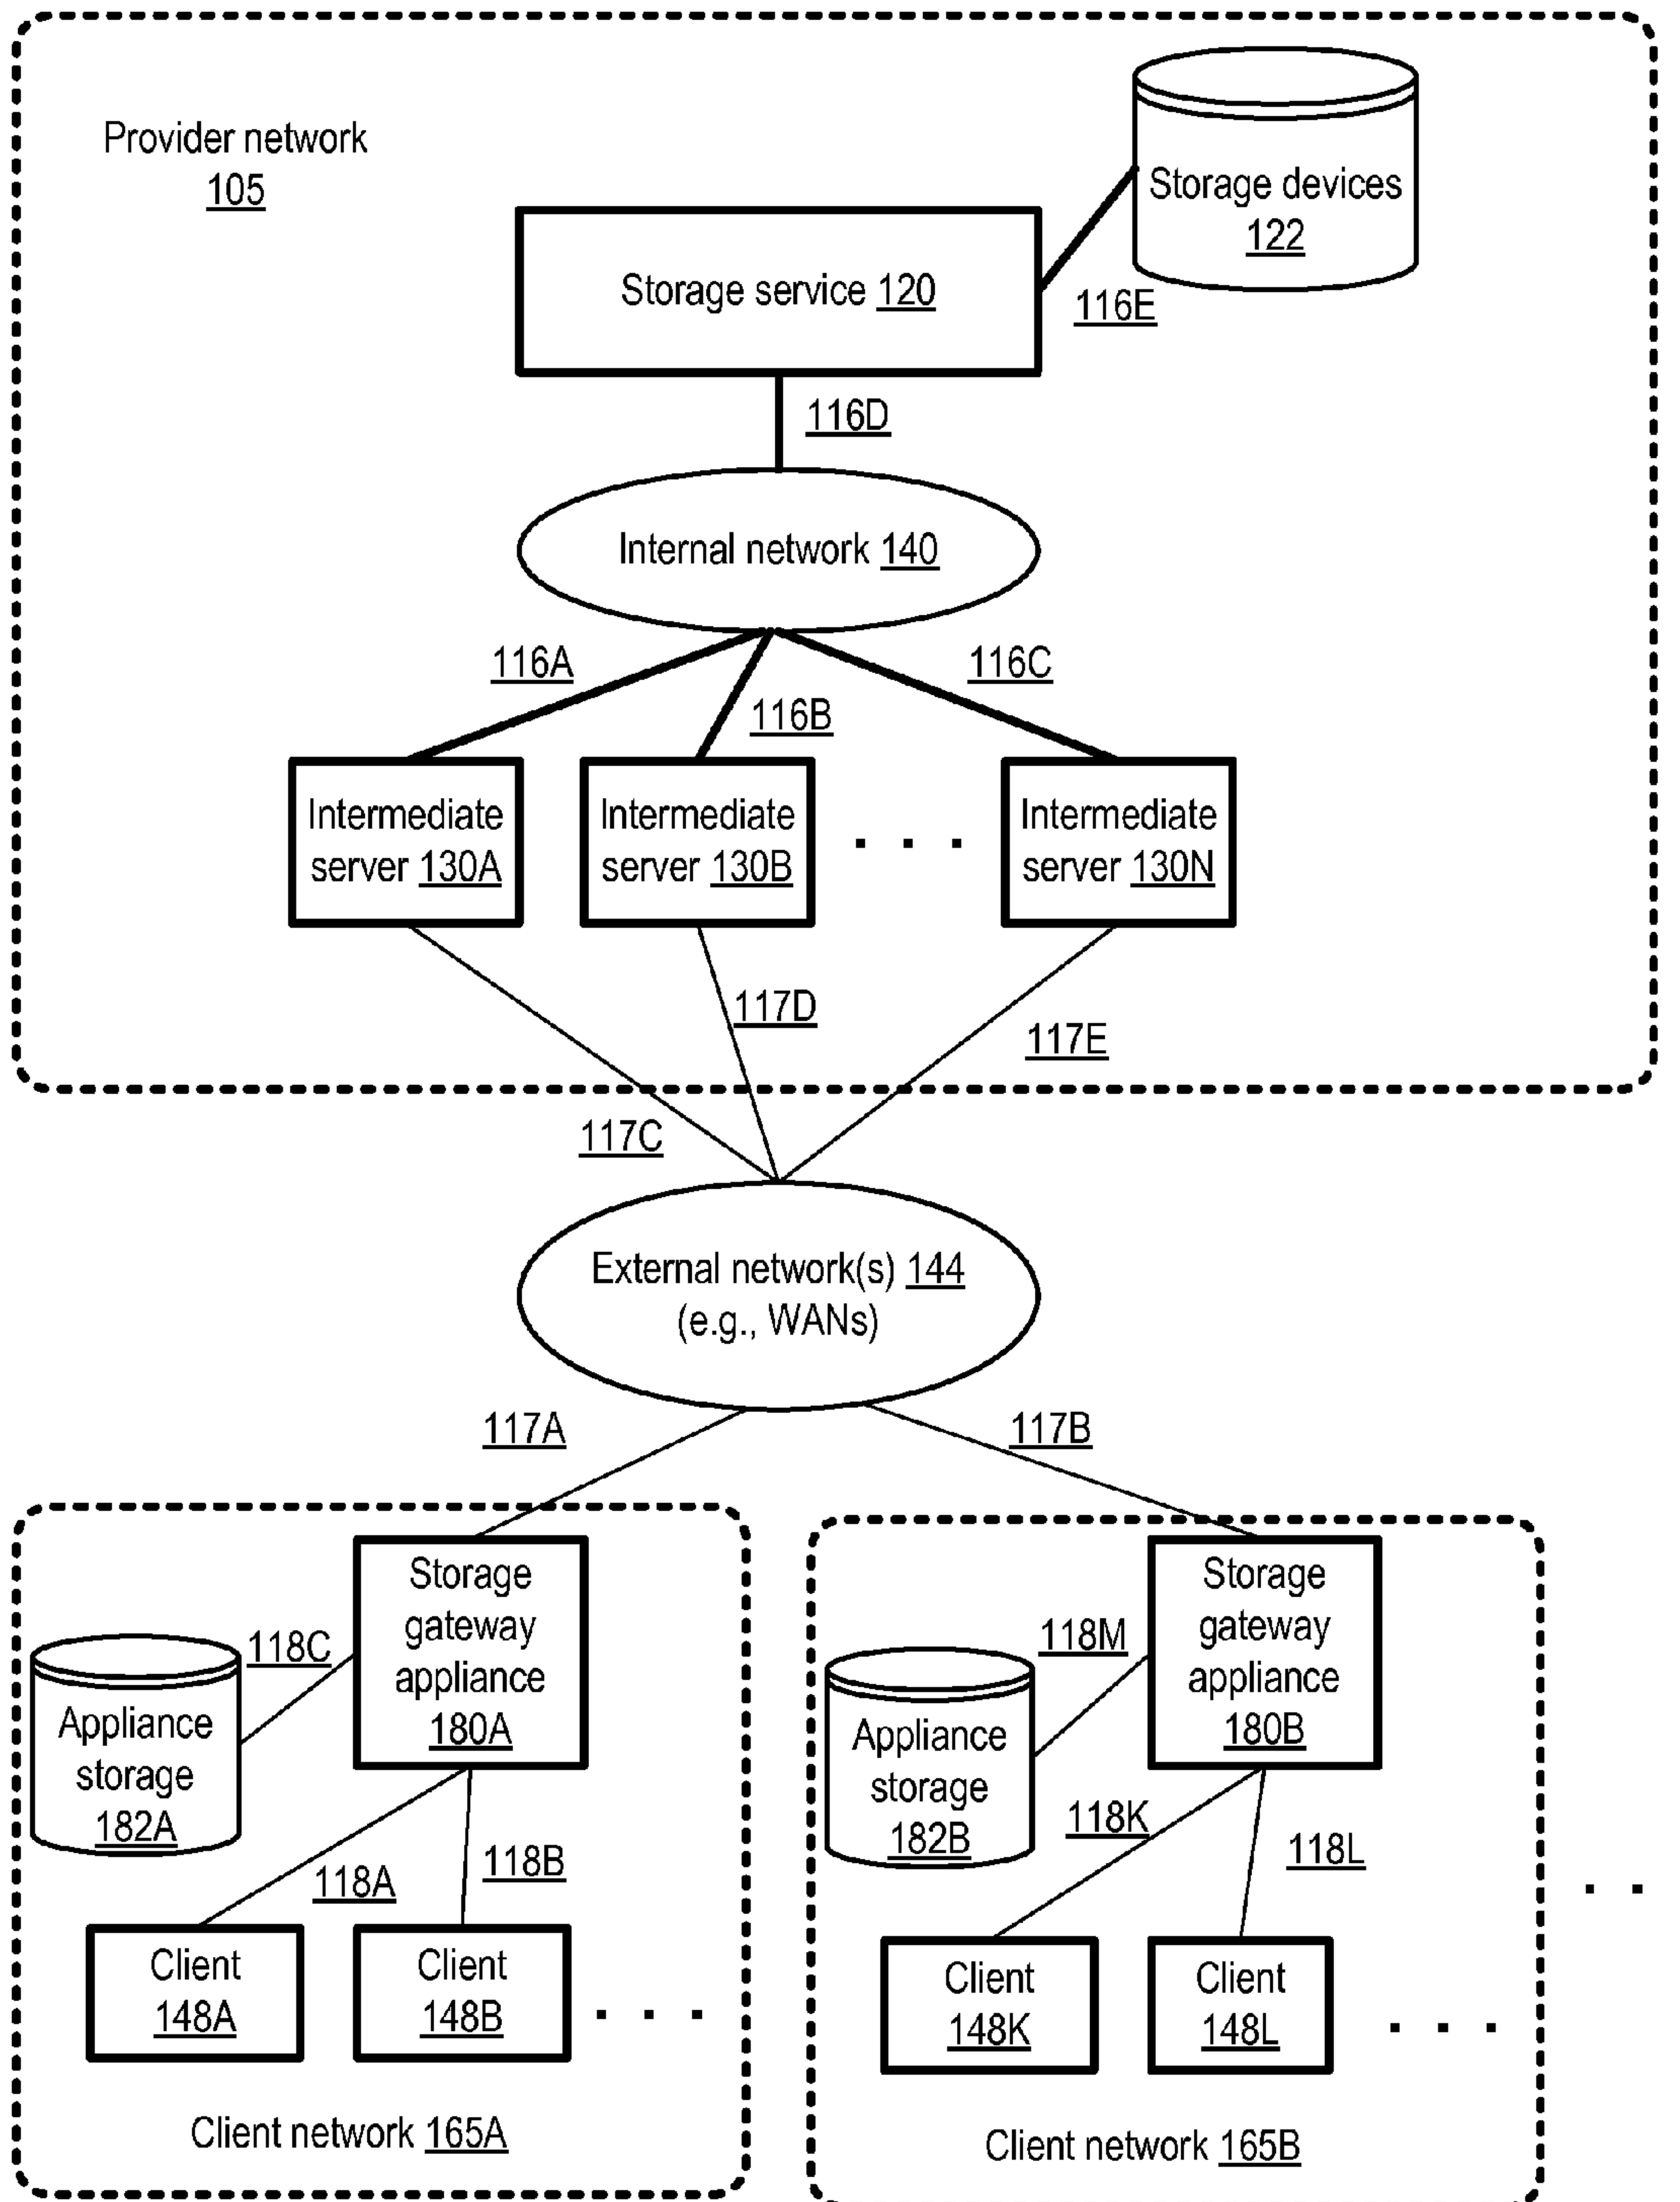 Provider network
105
Storage devices
122
Storage service 120
116E
116D
Internal network 140
116A
116C
116B
Intermediate
server 130A
Intermediate
server 130B
. . .
Intermediate
server 130N
117D
117E
117C
External network(s) 144
(e.g., WANs)
117A
117B
Storage
gateway
appliance
180A
118C
Appliance
storage
182A
118A
118B
Client
148A
Client
148B
. . .
Client network 165A
Storage
gateway
appliance
180B
118M
Appliance
storage
182B
118K
118L
Client
148K
Client
148L
. . .
Client network 165B
. .